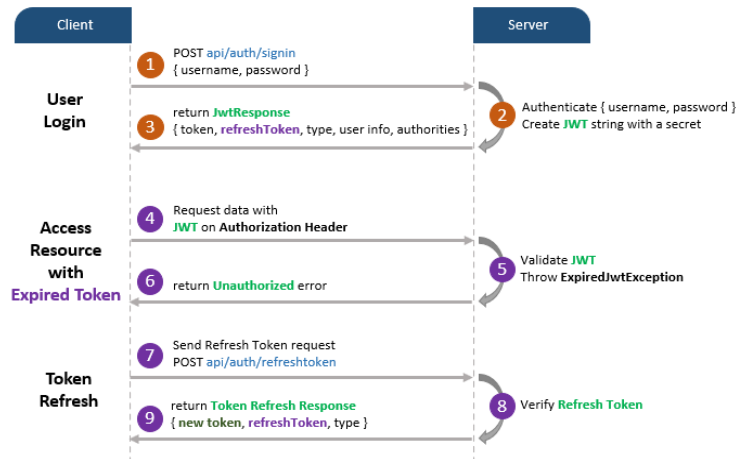 Client
Server
1
POST api/auth/signin
{ username, password }
User
Login
2
Authenticate { username, password }
Create JWT string with a secret
3
return JwtResponse
{ token, refreshToken, type, user info, authorities }
Access
Resource
with
Expired Token
4
Request data with
JWT on Authorization Header
5
Validate JWT
Throw ExpiredJwtException
6
return Unauthorized error
Token
Refresh
7
Send Refresh Token request
POST api/auth/refreshtoken
8
Verify Refresh Token
9
return Token Refresh Response
{ new token, refreshToken, type }